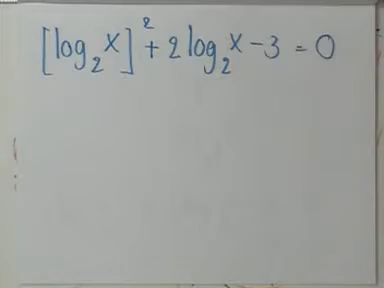 [log₂x]² + 2log₂x - 3 = 0